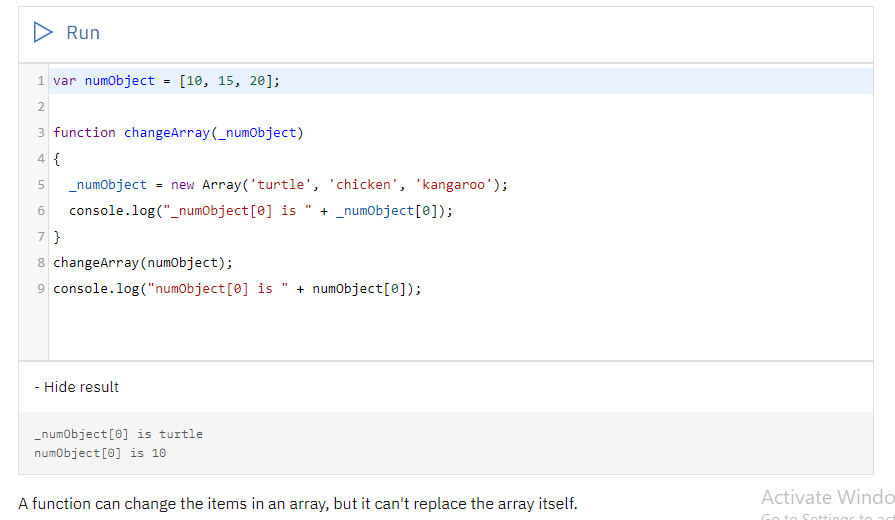 Run
1 var numObject = [10, 15, 20];
2
3 function changeArray(_numObject)
4 {
5   _numObject = new Array('turtle', 'chicken', 'kangaroo');
6   console.log("_numObject[0] is " + _numObject[0]);
7 }
8 changeArray(numObject);
9 console.log("numObject[0] is " + numObject[0]);
- Hide result
_numObject[0] is turtle
numObject[0] is 10
A function can change the items in an array, but it can't replace the array itself.
Activate Windo
Go to Settings to act